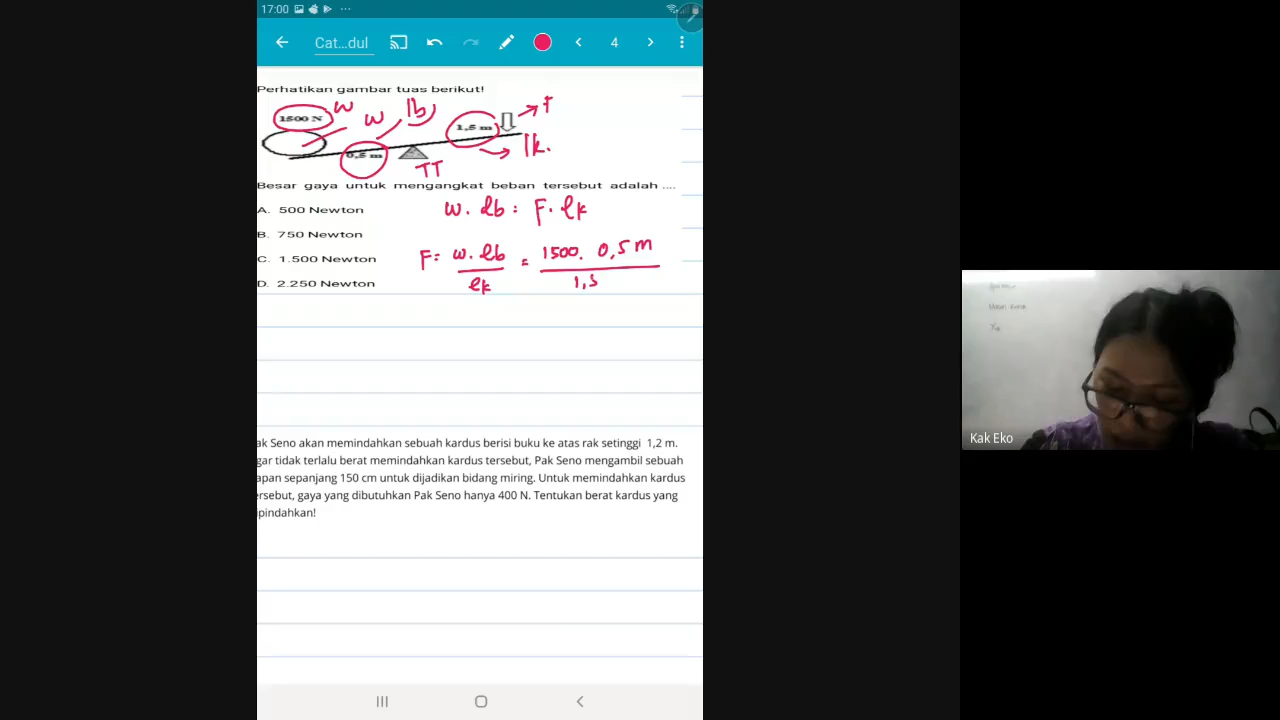 17:00
Cat...dul
4
Perhatikan gambar tuas berikut!
1500 N
w
w
lb
1,5 m
F
lk.
0,5 m
TT
Besar gaya untuk mengangkat beban tersebut adalah ....
A. 500 Newton
w. lb = F. lk
B. 750 Newton
C. 1.500 Newton
F = w. lb / lk = 1500. 0,5 m / 1,5
D. 2.250 Newton
ak Seno akan memindahkan sebuah kardus berisi buku ke atas rak setinggi 1,2 m.
gar tidak terlalu berat memindahkan kardus tersebut, Pak Seno mengambil sebuah
apan sepanjang 150 cm untuk dijadikan bidang miring. Untuk memindahkan kardus
ersebut, gaya yang dibutuhkan Pak Seno hanya 400 N. Tentukan berat kardus yang
ipindahkan!
Kak Eko